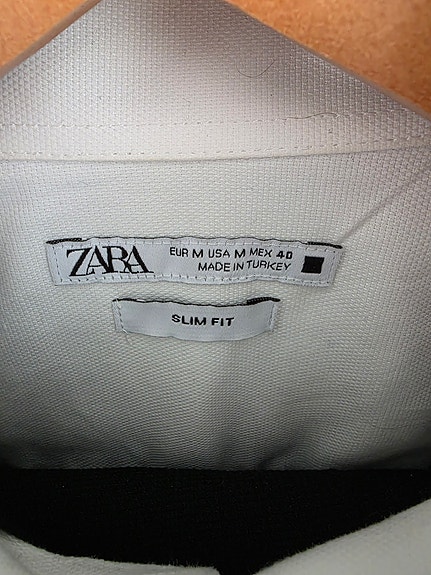 ZARA
EUR M USA M MEX 40
MADE IN TURKEY
SLIM FIT